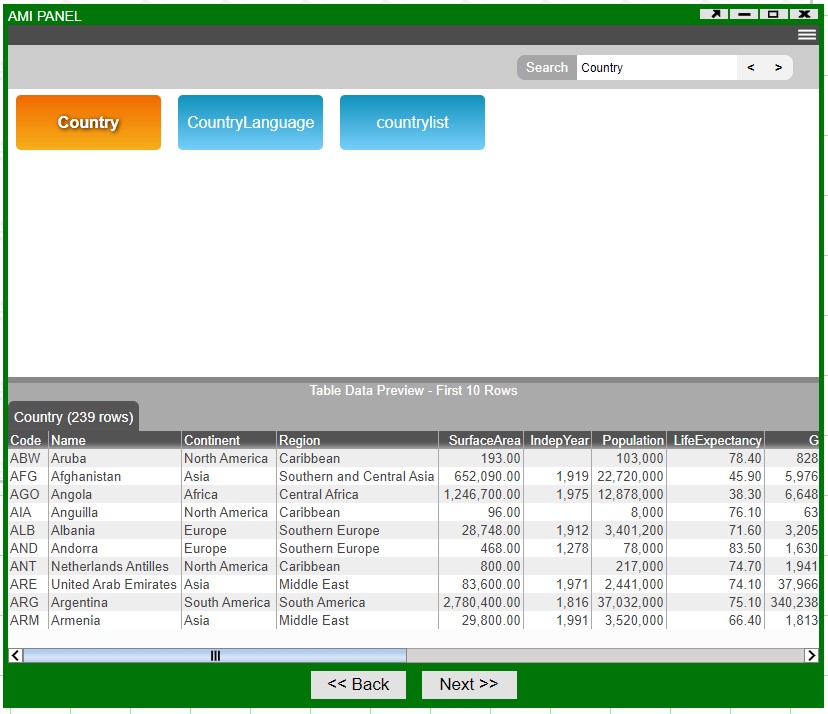 AMI PANEL
Search Country < >
Country CountryLanguage countrylist
Table Data Preview - First 10 Rows
Country (239 rows)
Code Name Continent Region SurfaceArea IndepYear Population LifeExpectancy G
ABW Aruba North America Caribbean 193.00 103,000 78.40 828
AFG Afghanistan Asia Southern and Central Asia 652,090.00 1,919 22,720,000 45.90 5,976
AGO Angola Africa Central Africa 1,246,700.00 1,975 12,878,000 38.30 6,648
AIA Anguilla North America Caribbean 96.00 8,000 76.10 63
ALB Albania Europe Southern Europe 28,748.00 1,912 3,401,200 71.60 3,205
AND Andorra Europe Southern Europe 468.00 1,278 78,000 83.50 1,630
ANT Netherlands Antilles North America Caribbean 800.00 217,000 74.70 1,941
ARE United Arab Emirates Asia Middle East 83,600.00 1,971 2,441,000 74.10 37,966
ARG Argentina South America South America 2,780,400.00 1,816 37,032,000 75.10 340,238
ARM Armenia Asia Middle East 29,800.00 1,991 3,520,000 66.40 1,813
<< Back Next >>